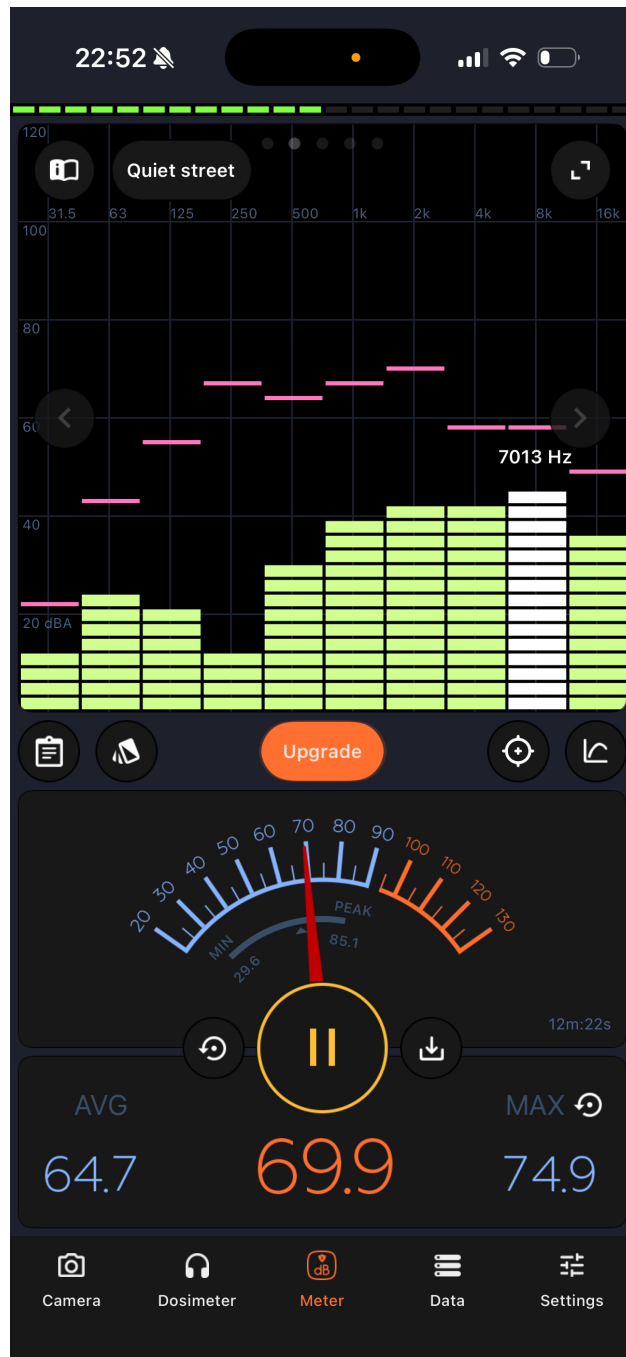 22:52
120
Quiet street
31.5 63 125 250 500 1k 2k 4k 8k 16k
100
80
60
7013 Hz
40
20 dBA
Upgrade
20 30 40 50 60 70 80 90 100 110 120 130
MIN PEAK
29.6 85.1
12m:22s
AVG MAX
64.7 69.9 74.9
dB
Camera Dosimeter Meter Data Settings